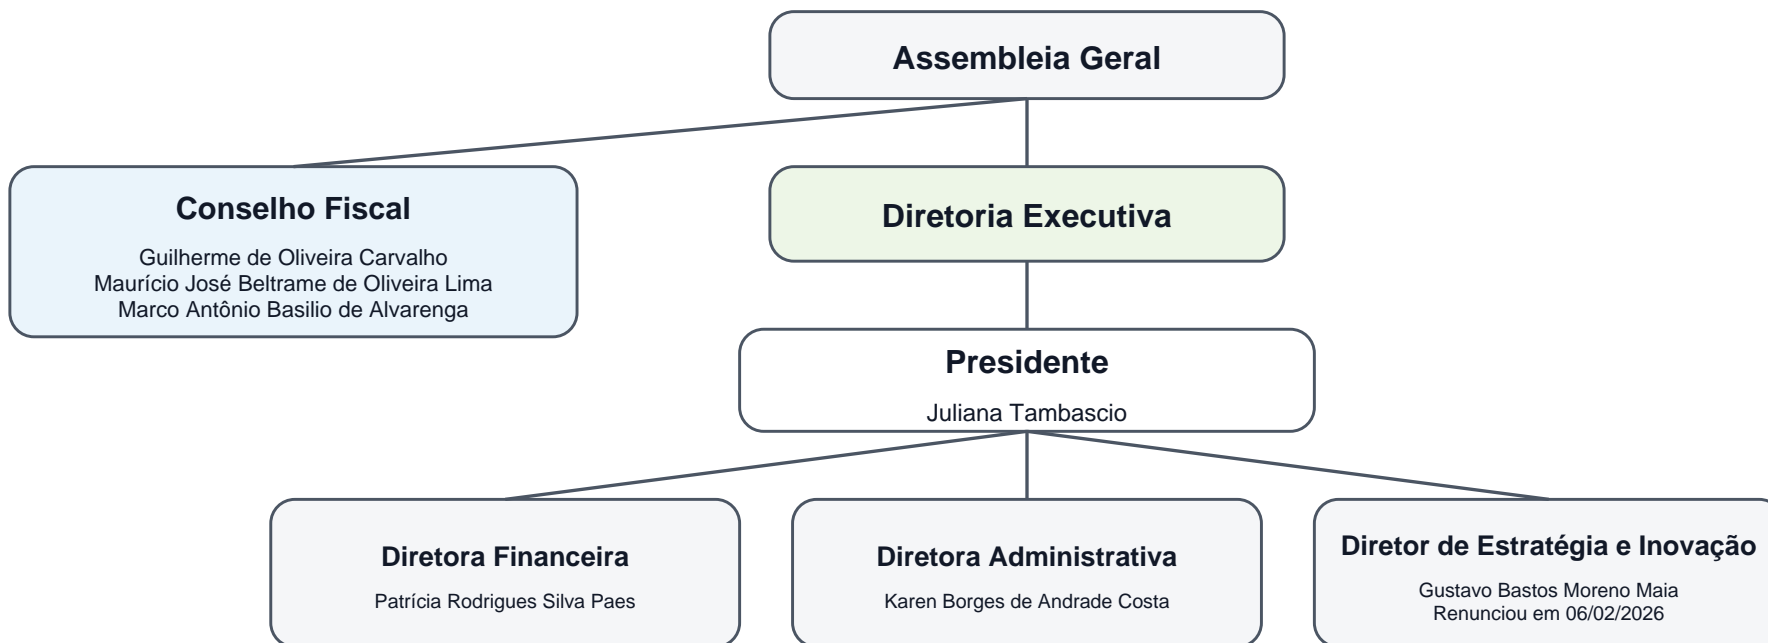 Assembleia Geral
Conselho Fiscal
Guilherme de Oliveira Carvalho
Maurício José Beltrame de Oliveira Lima
Marco Antônio Basilio de Alvarenga
Diretoria Executiva
Presidente
Juliana Tambascio
Diretora Financeira
Patrícia Rodrigues Silva Paes
Diretora Administrativa
Karen Borges de Andrade Costa
Diretor de Estratégia e Inovação
Gustavo Bastos Moreno Maia
Renunciou em 06/02/2026